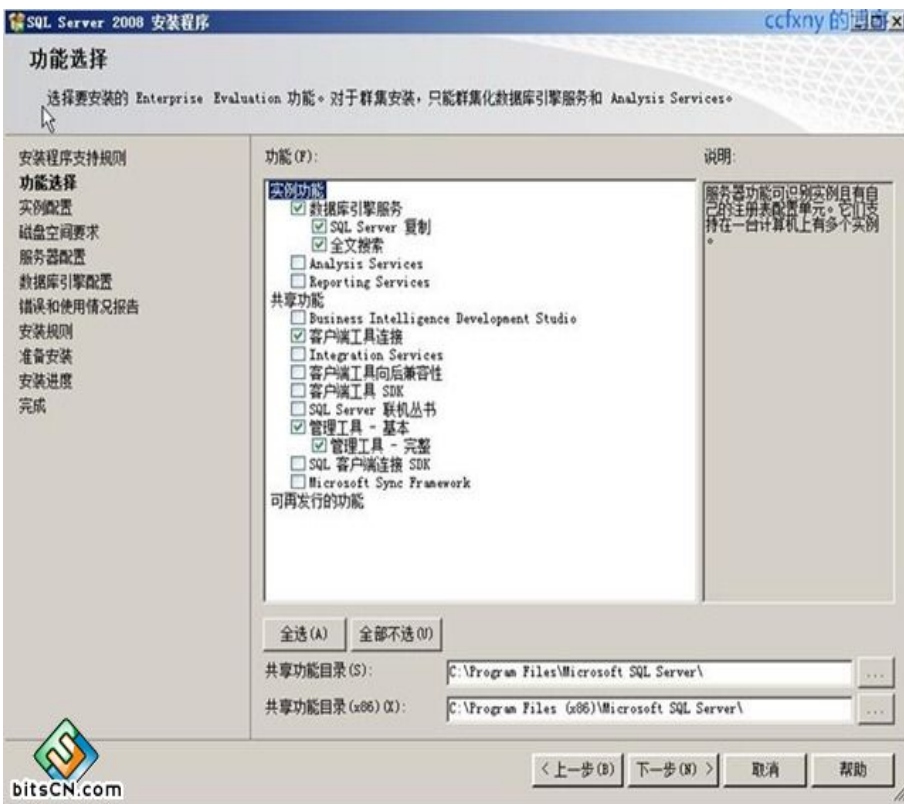 SQL Server 2008 安装程序
ccfxny 的博客
功能选择
选择要安装的 Enterprise Evaluation 功能。对于群集安装，只能群集化数据库引擎服务和 Analysis Services。
安装程序支持规则
功能选择
实例配置
磁盘空间要求
服务器配置
数据库引擎配置
错误和使用情况报告
安装规则
准备安装
安装进度
完成
功能(F):
实例功能
数据库引擎服务
SQL Server 复制
全文搜索
Analysis Services
Reporting Services
共享功能
Business Intelligence Development Studio
客户端工具连接
Integration Services
客户端工具向后兼容性
客户端工具 SDK
SQL Server 联机丛书
管理工具 - 基本
管理工具 - 完整
SQL 客户端连接 SDK
Microsoft Sync Framework
可再发行的功能
说明:
服务器功能可识别实例且有自
己的注册表配置单元。它们支
持在一台计算机上有多个实例
。
全选(A)
全部不选(U)
共享功能目录(S):
C:\Program Files\Microsoft SQL Server\
...
共享功能目录(x86)(X):
C:\Program Files (x86)\Microsoft SQL Server\
...
< 上一步(B)
下一步(N) >
取消
帮助
bitsCN.com